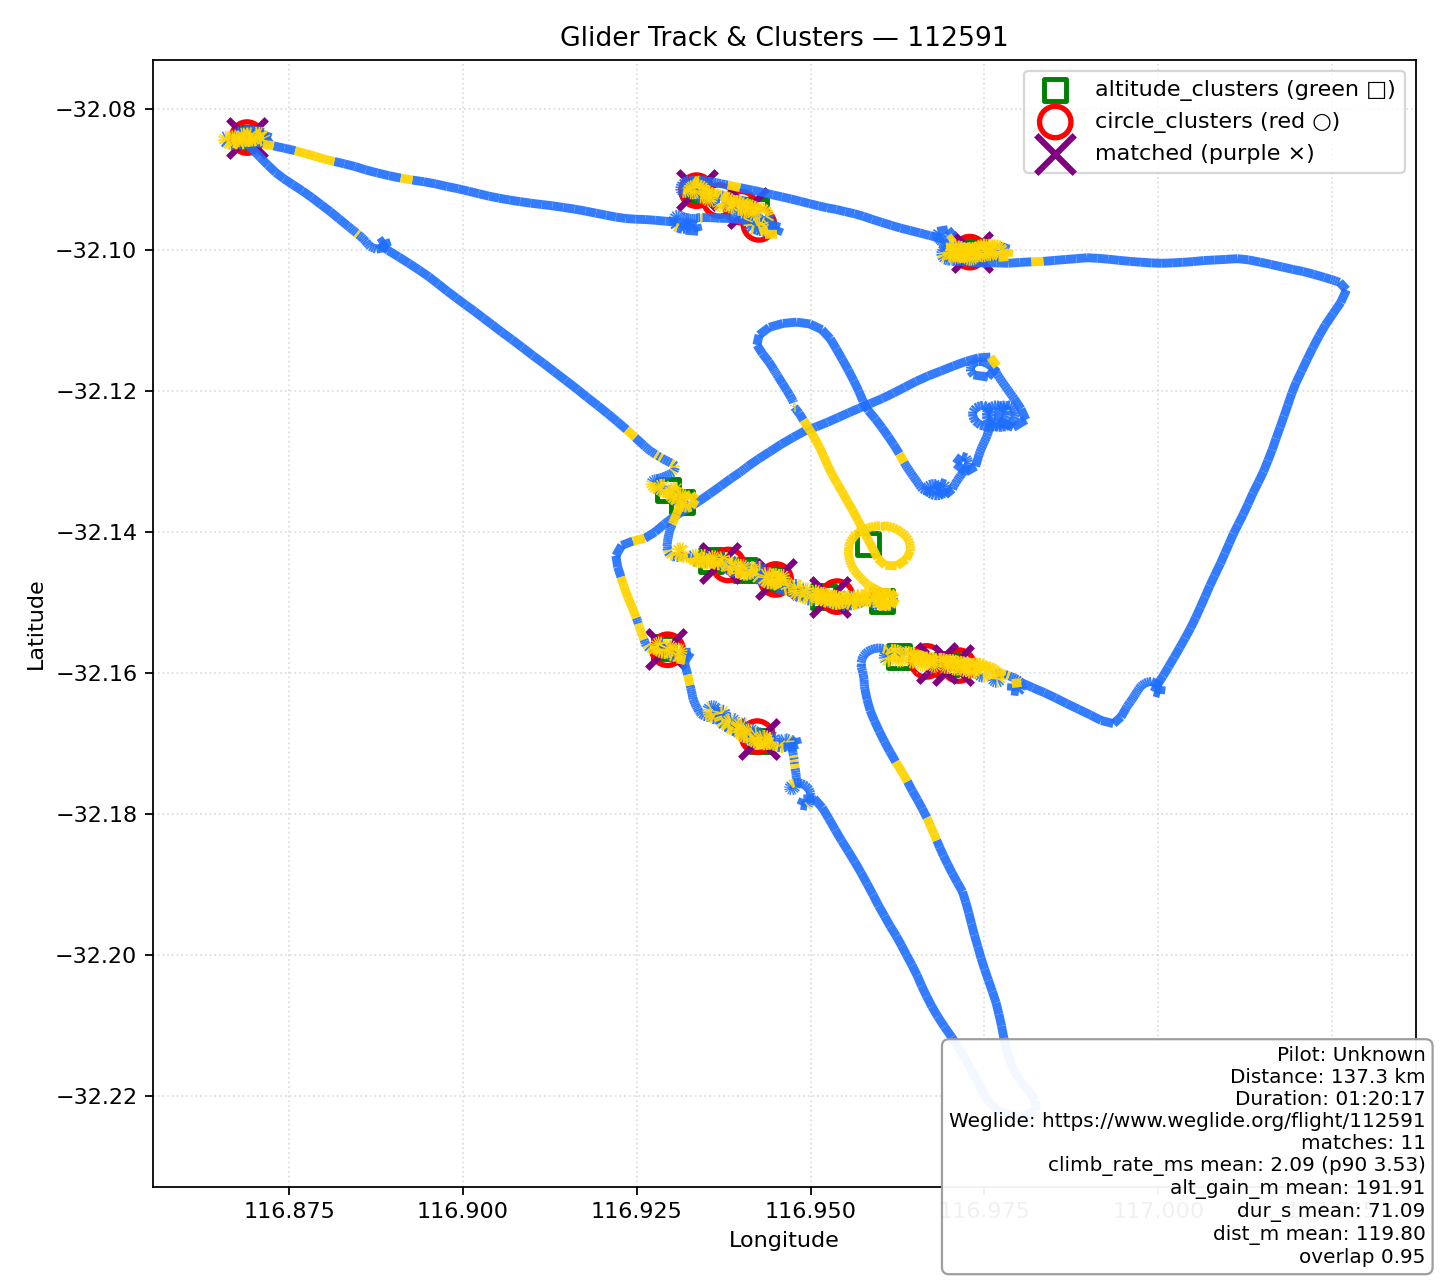 Glider Track & Clusters — 112591
altitude_clusters (green □)
circle_clusters (red ○)
matched (purple ×)
−32.08
−32.10
−32.12
−32.14
−32.16
−32.18
−32.20
−32.22
Latitude
116.875
116.900
116.925
116.950
116.975
117.000
Longitude
Pilot: Unknown
Distance: 137.3 km
Duration: 01:20:17
Weglide: https://www.weglide.org/flight/112591
matches: 11
climb_rate_ms mean: 2.09 (p90 3.53)
alt_gain_m mean: 191.91
dur_s mean: 71.09
dist_m mean: 119.80
overlap 0.95